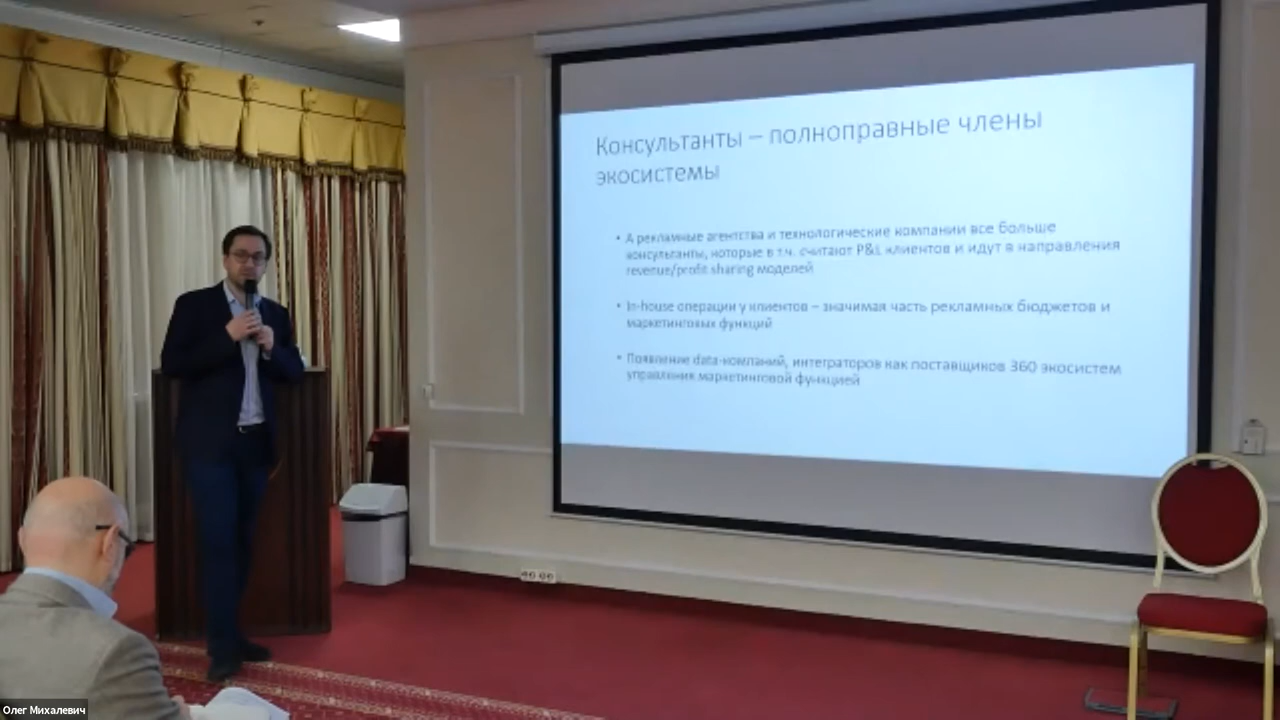 Консультанты – полноправные члены
экосистемы
• А рекламные агентства и технологические компании все больше
консультанты, которые в т.ч. считают P&L клиентов и идут в направления
revenue/profit sharing моделей
• In-house операции у клиентов – значимая часть рекламных бюджетов и
маркетинговых функций
• Появление data-компаний, интеграторов как поставщиков 360 экосистем
управления маркетинговой функцией
Олег Михалевич